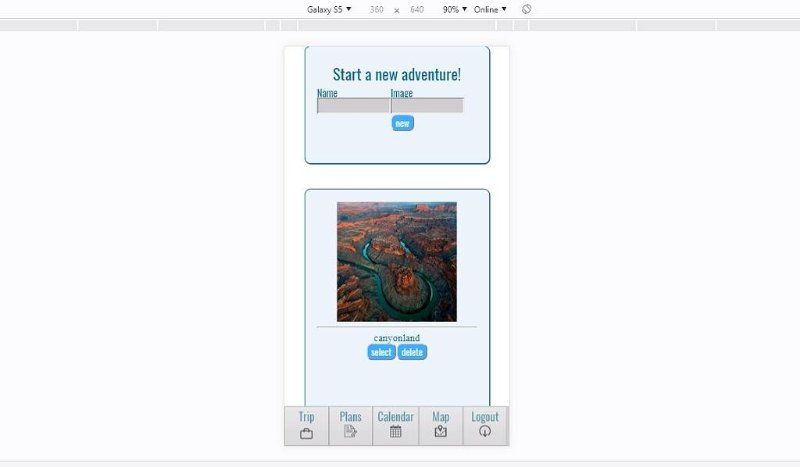 Galaxy S5 ▼ 360 × 640 90% ▼ Online ▼
Start a new adventure!
Name Image
new
canyonland
select delete
Trip Plans Calendar Map Logout